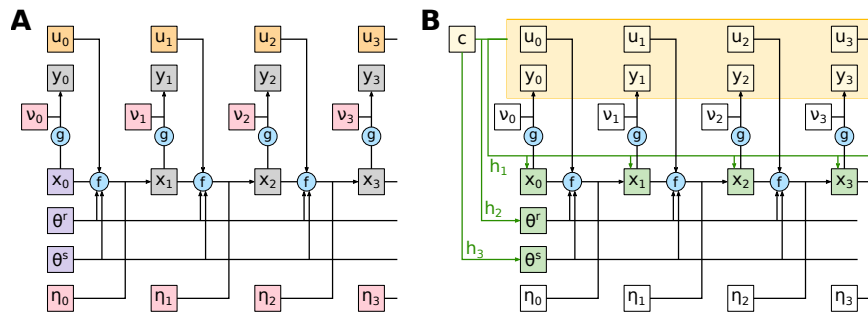 A
u₀ u₁ u₂ u₃
y₀ y₁ y₂ y₃
ν₀ ν₁ ν₂ ν₃
g g g g
x₀ f x₁ f x₂ f x₃
θʳ
θˢ
η₀ η₁ η₂ η₃
B
c u₀ u₁ u₂ u₃
y₀ y₁ y₂ y₃
ν₀ ν₁ ν₂ ν₃
g g g g
h₁
x₀ f x₁ f x₂ f x₃
h₂ θʳ
h₃ θˢ
η₀ η₁ η₂ η₃